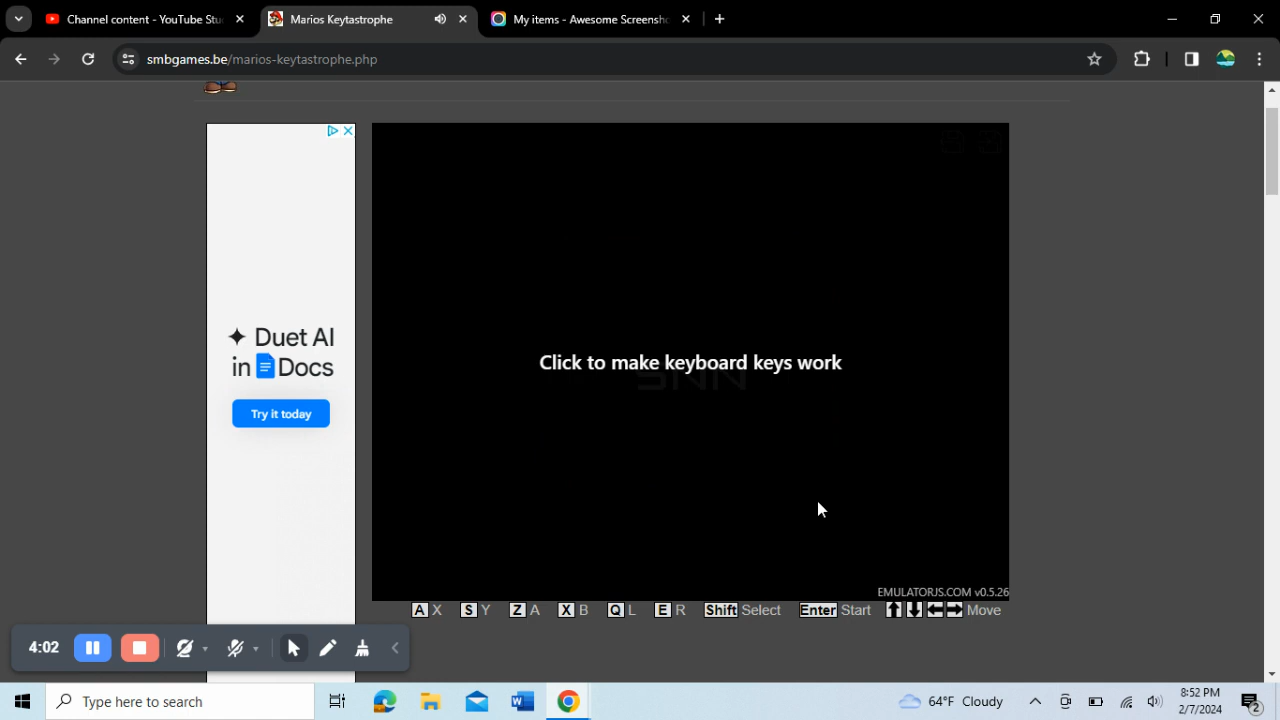 Channel content - YouTube Stu
Marios Keytastrophe
My items - Awesome Screensho
smbgames.be/marios-keytastrophe.php
Duet AI
in Docs
Try it today
Click to make keyboard keys work
EMULATORJS.COM v0.5.26
A X S Y Z A X B Q L E R Shift Select Enter Start Move
4:02
Type here to search
64°F Cloudy
8:52 PM
2/7/2024
2